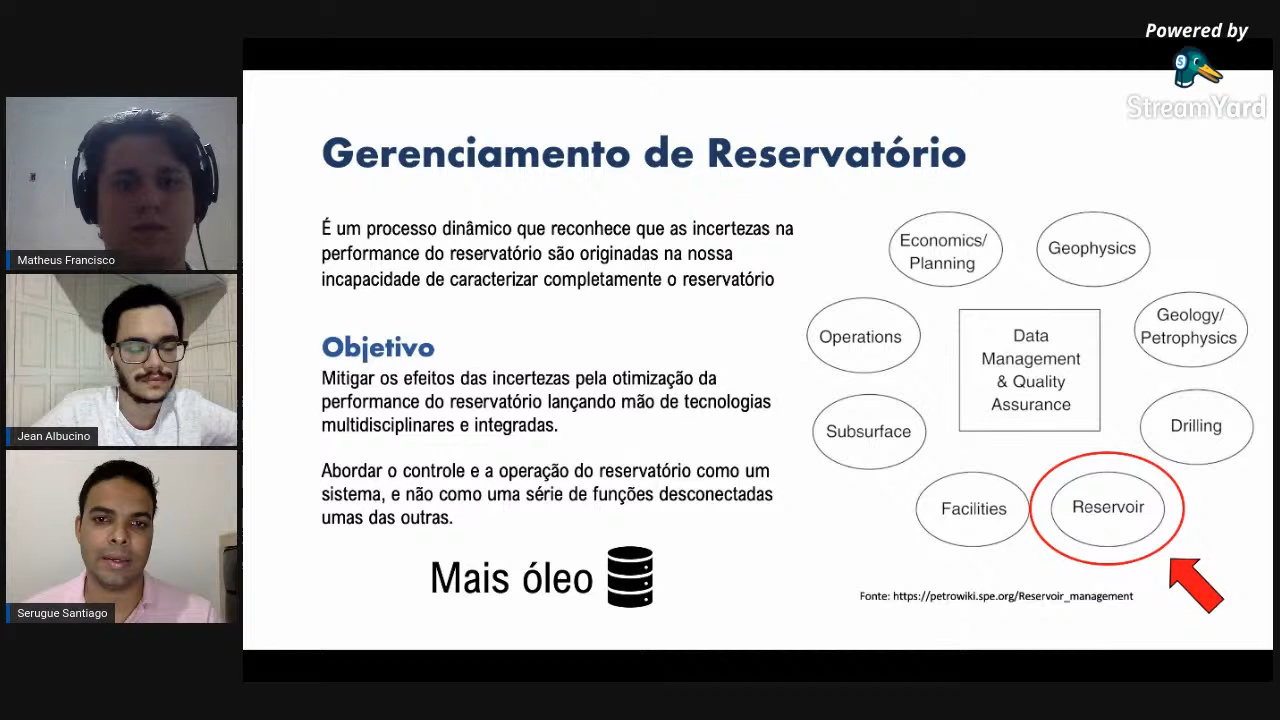 Powered by
StreamYard
Gerenciamento de Reservatório
É um processo dinâmico que reconhece que as incertezas na
performance do reservatório são originadas na nossa
incapacidade de caracterizar completamente o reservatório
Objetivo
Mitigar os efeitos das incertezas pela otimização da
performance do reservatório lançando mão de tecnologias
multidisciplinares e integradas.
Abordar o controle e a operação do reservatório como um
sistema, e não como uma série de funções desconectadas
umas das outras.
Mais óleo
Economics/
Planning
Geophysics
Operations
Geology/
Petrophysics
Data
Management
& Quality
Assurance
Subsurface
Drilling
Facilities
Reservoir
Fonte: https://petrowiki.spe.org/Reservoir_management
Matheus Francisco
Jean Albucino
Serugue Santiago